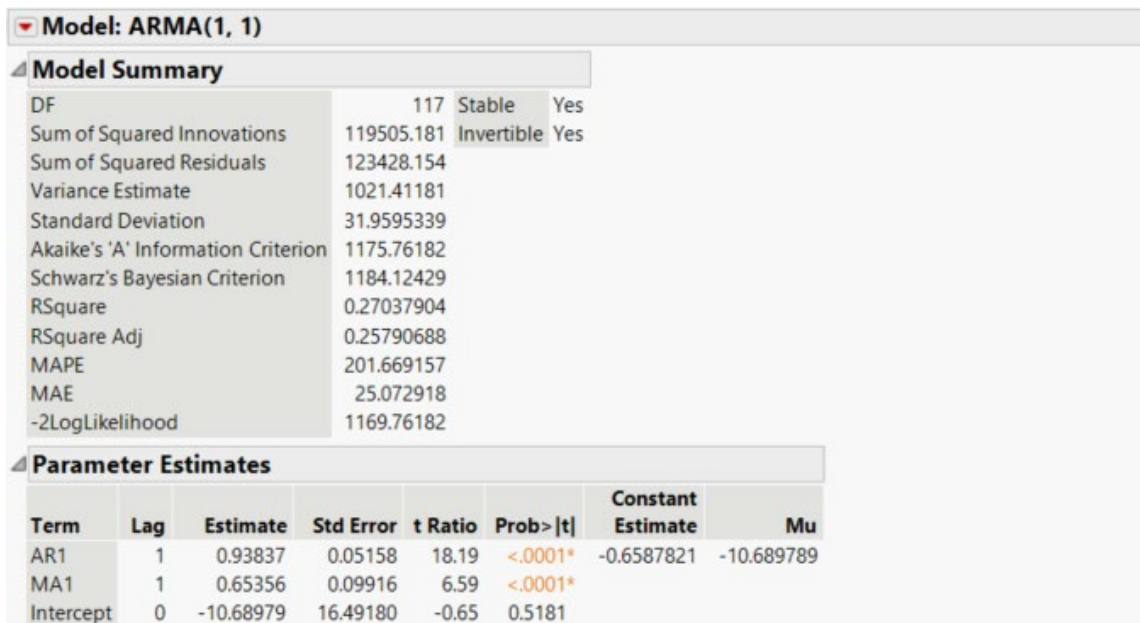 Model: ARMA(1, 1)
Model Summary
DF 117 Stable Yes
Sum of Squared Innovations 119505.181 Invertible Yes
Sum of Squared Residuals 123428.154
Variance Estimate 1021.41181
Standard Deviation 31.9595339
Akaike's 'A' Information Criterion 1175.76182
Schwarz's Bayesian Criterion 1184.12429
RSquare 0.27037904
RSquare Adj 0.25790688
MAPE 201.669157
MAE 25.072918
-2LogLikelihood 1169.76182
Parameter Estimates
Constant
Term Lag Estimate Std Error t Ratio Prob>|t| Estimate Mu
AR1 1 0.93837 0.05158 18.19 <.0001* -0.6587821 -10.689789
MA1 1 0.65356 0.09916 6.59 <.0001*
Intercept 0 -10.68979 16.49180 -0.65 0.5181